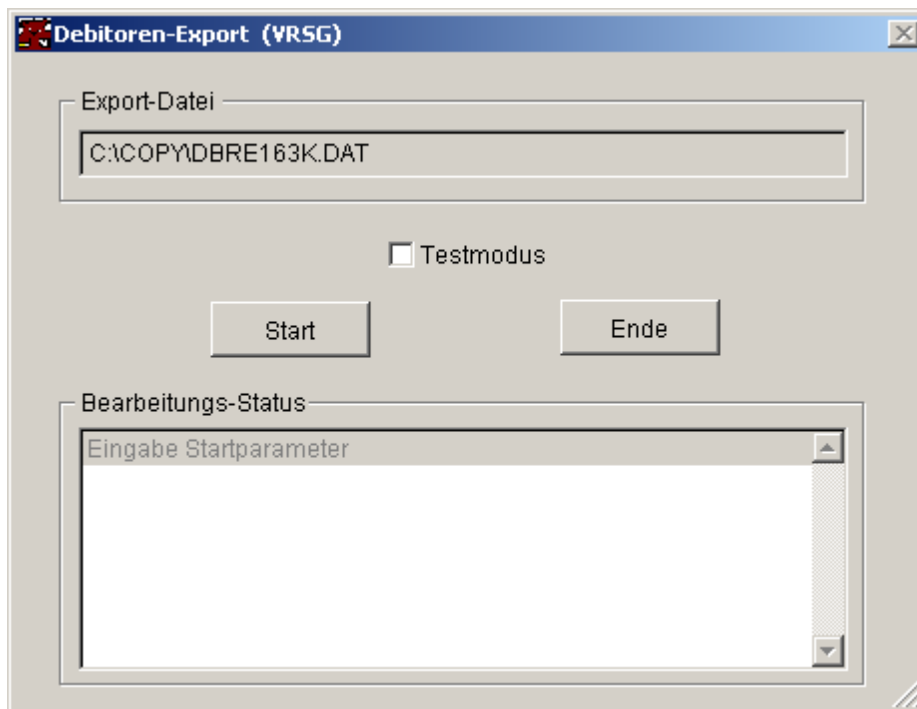 Debitoren-Export (VRSG)
Export-Datei
C:\COPY\DBRE163K.DAT
Testmodus
Start
Ende
Bearbeitungs-Status
Eingabe Startparameter